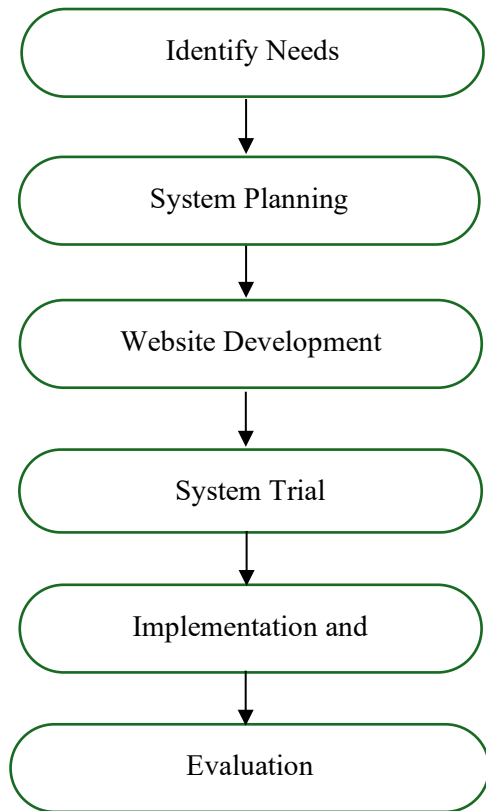 Identify Needs
System Planning
Website Development
System Trial
Implementation and
Evaluation